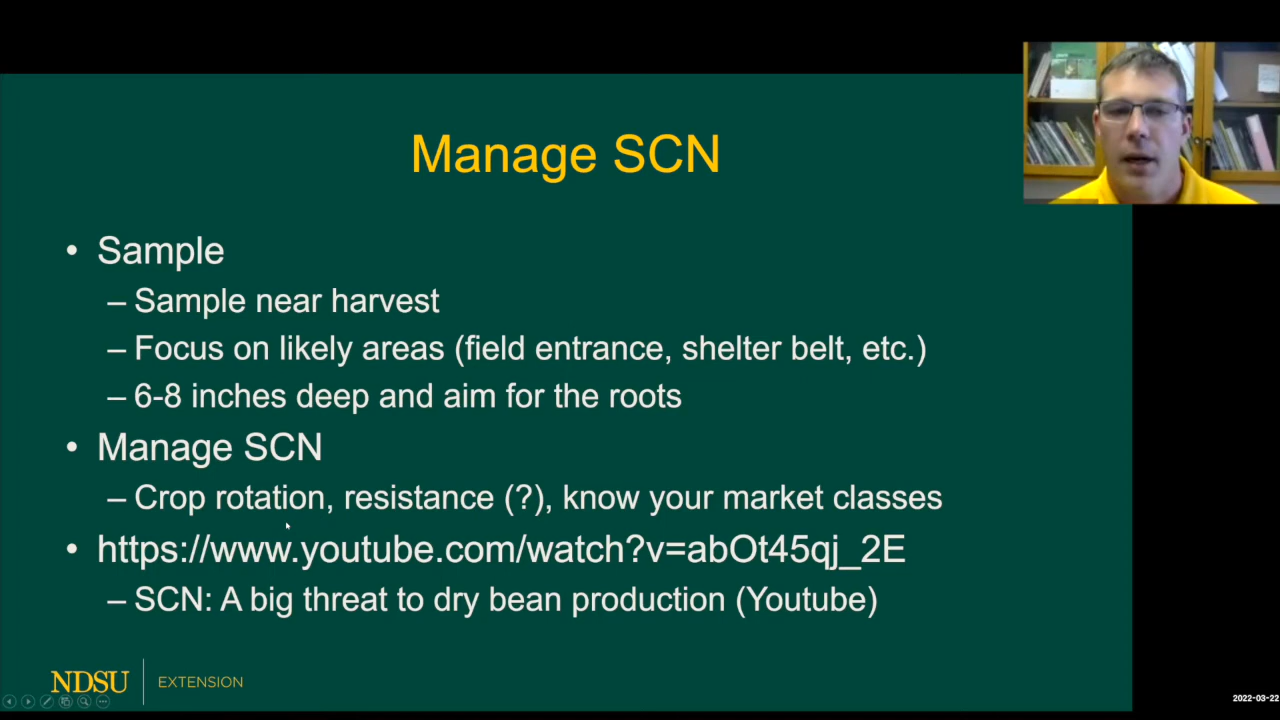 Manage SCN
• Sample
– Sample near harvest
– Focus on likely areas (field entrance, shelter belt, etc.)
– 6-8 inches deep and aim for the roots
• Manage SCN
– Crop rotation, resistance (?), know your market classes
• https://www.youtube.com/watch?v=abOt45qj_2E
– SCN: A big threat to dry bean production (Youtube)
NDSU EXTENSION
2022-03-22